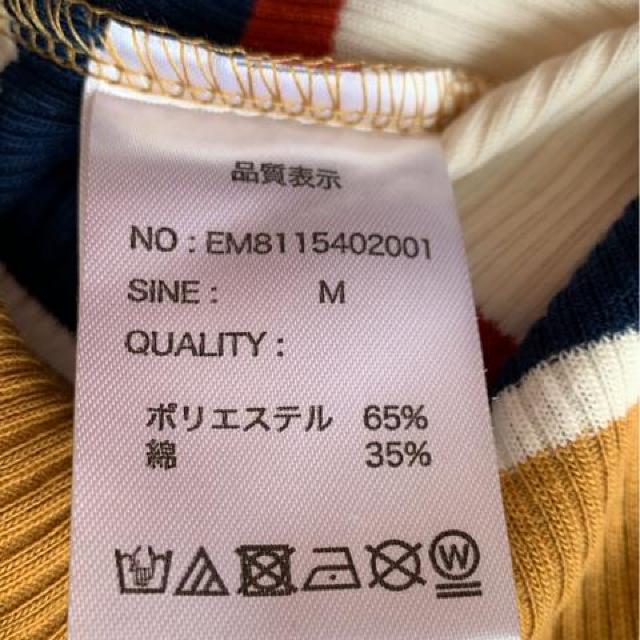 品質表示
NO : EM8115402001
SINE : M
QUALITY :
ポリエステル 65%
綿 35%
W